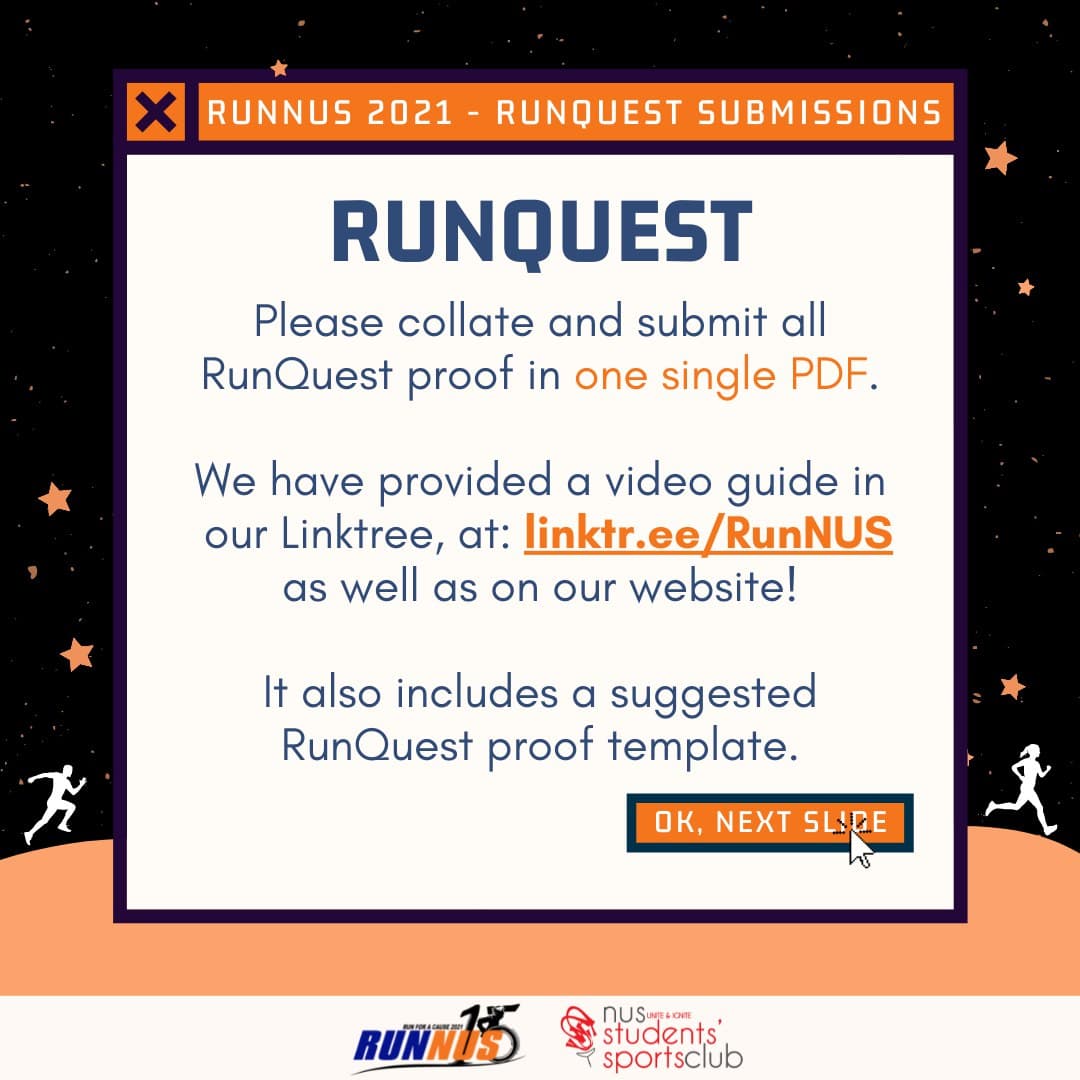 RUNNUS 2021 - RUNQUEST SUBMISSIONS
RUNQUEST
Please collate and submit all
RunQuest proof in one single PDF.
We have provided a video guide in
our Linktree, at: linktr.ee/RunNUS
as well as on our website!
It also includes a suggested
RunQuest proof template.
OK, NEXT SLIDE
RUN FOR A CAUSE 2021
15
RUNNUS
nus UNITE & IGNITE
students'
sportsclub